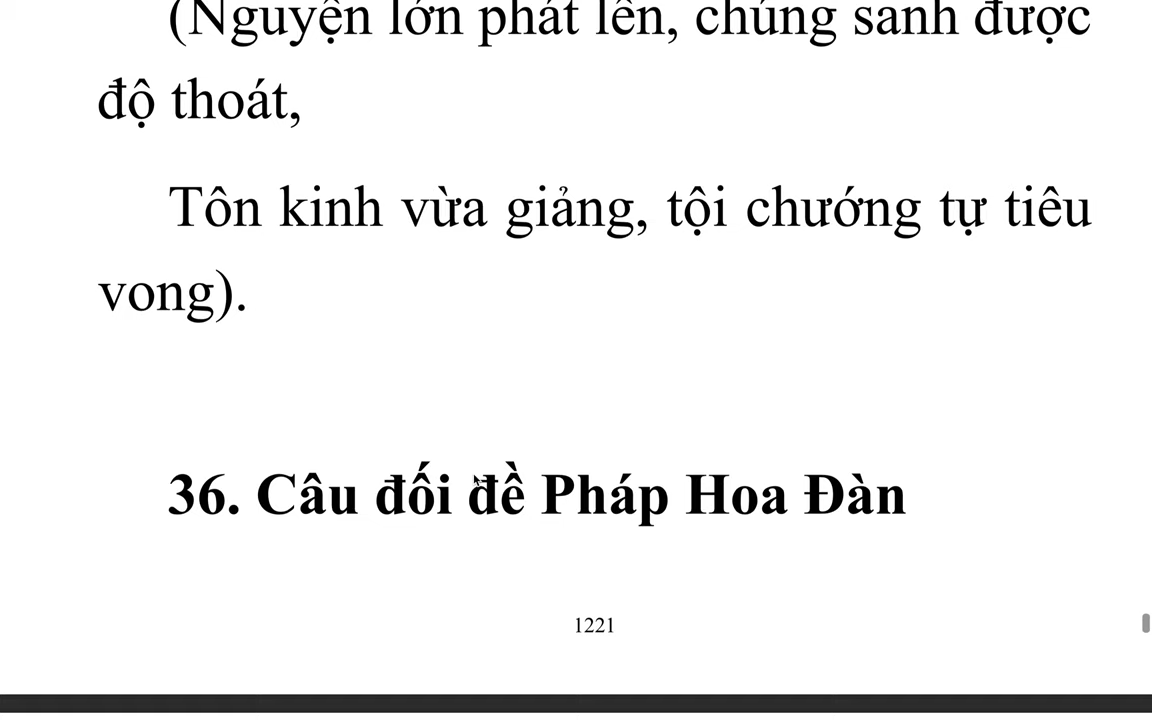 (Nguyện lớn phát lên, chúng sanh được
độ thoát,
Tôn kinh vừa giảng, tội chướng tự tiêu
vong).
36. Câu đối đề Pháp Hoa Đàn
1221